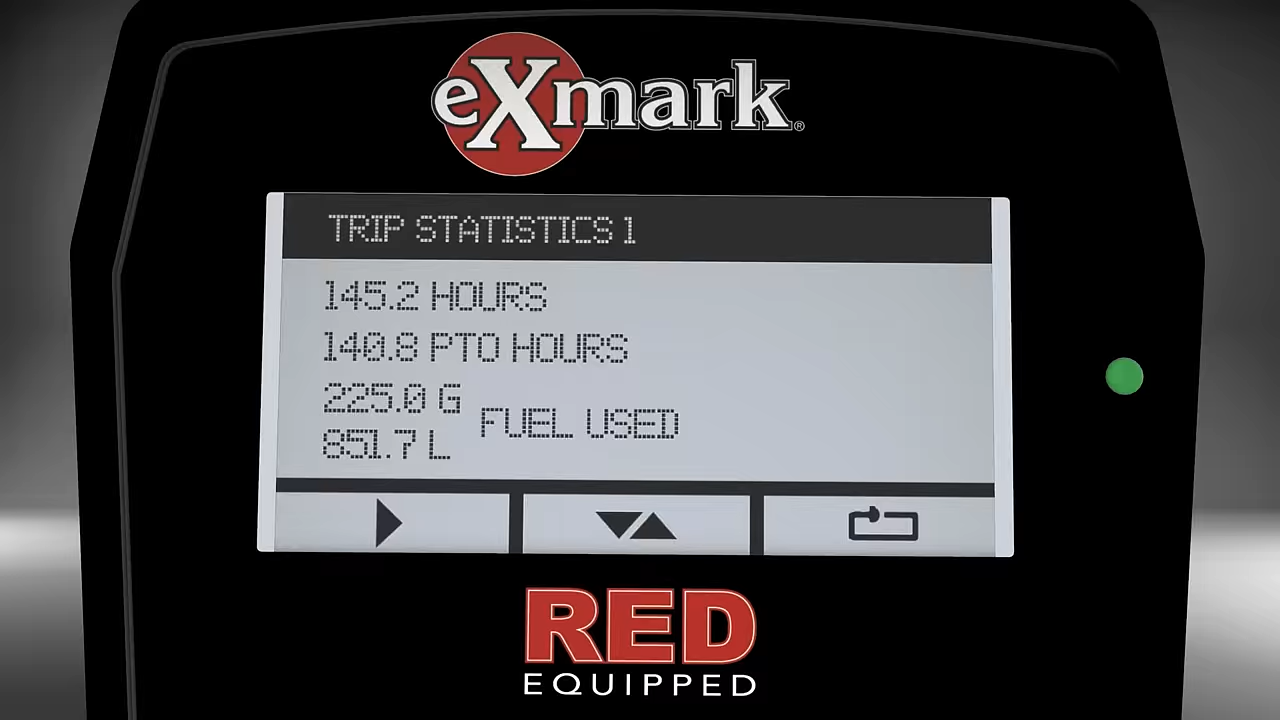 eXmark®
TRIP STATISTICS 1
145.2 HOURS
140.8 PTO HOURS
225.0 G
FUEL USED
851.7 L
RED
EQUIPPED